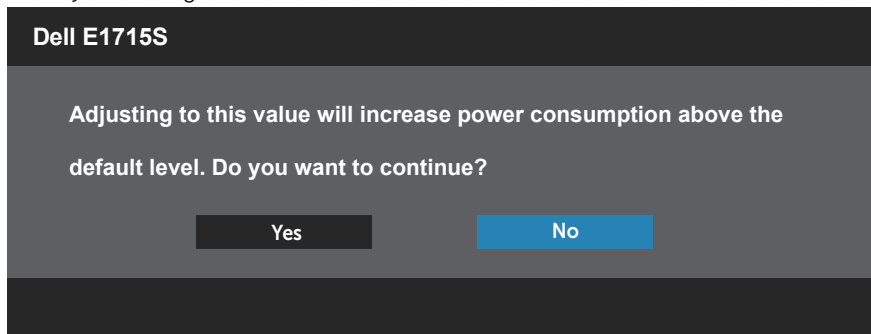 Dell E1715S
Adjusting to this value will increase power consumption above the
default level. Do you want to continue?
Yes No